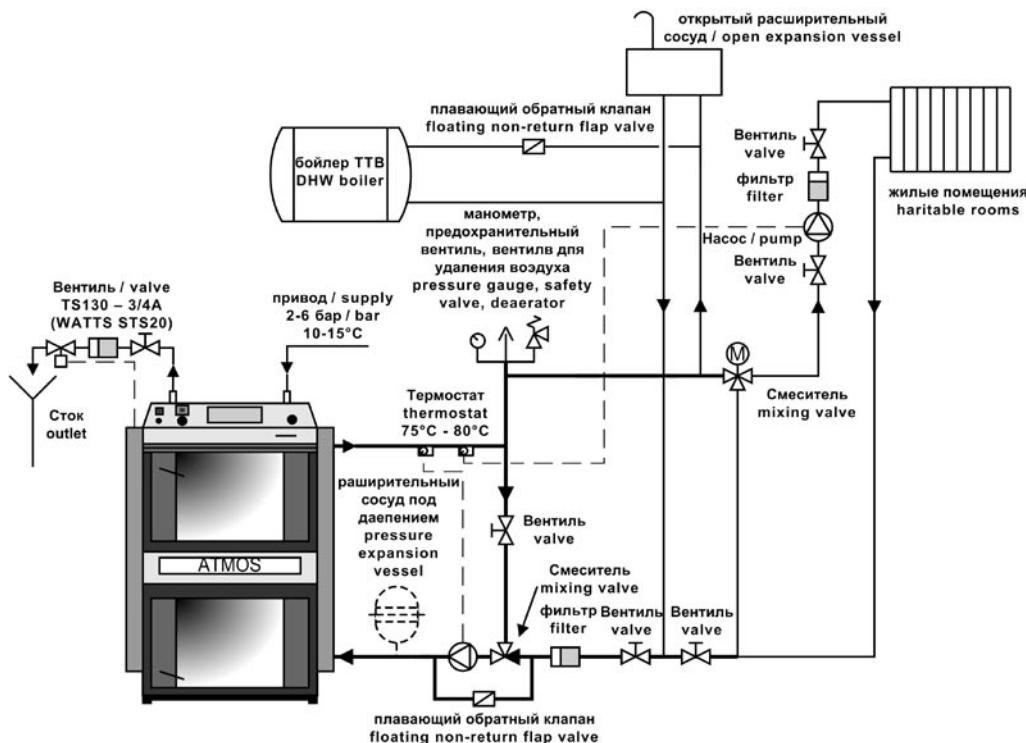 открытый расширительный
сосуд / open expansion vessel
плавающий обратный клапан
floating non-return flap valve
бойлер ТТВ
DHW boiler
Вентиль
valve
фильтр
filter
жилые помещения
haritable rooms
манометр,
предохранительный
вентиль, вентилв для
удаления воздуха
pressure gauge, safety
valve, deaerator
Насос / pump
Вентиль
valve
Вентиль / valve
TS130 – 3/4A
(WATTS STS20)
привод / supply
2-6 бар / bar
10-15°C
M
Смеситель
mixing valve
Сток
outlet
Термостат
thermostat
75°C - 80°C
раширительный
сосуд под
даепением
pressure
expansion
vessel
Вентиль
valve
ATMOS
Смеситель
mixing valve
фильтр
filter
Вентиль
valve
Вентиль
valve
плавающий обратный клапан
floating non-return flap valve